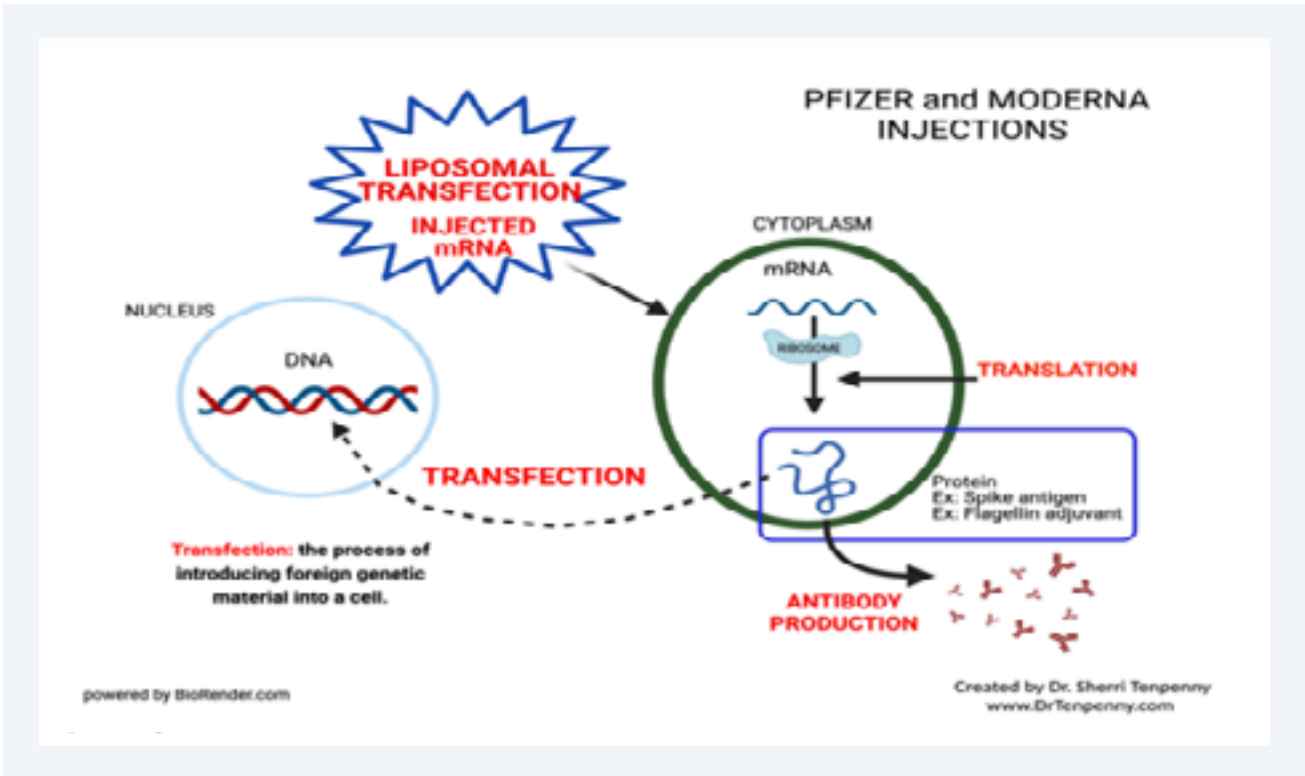 PFIZER and MODERNA
INJECTIONS
LIPOSOMAL
TRANSFECTION
INJECTED
mRNA
CYTOPLASM
mRNA
NUCLEUS
RIBOSOME
DNA
TRANSLATION
TRANSFECTION
Protein
Ex: Spike antigen
Ex: Flagellin adjuvant
Transfection: the process of
introducing foreign genetic
material into a cell.
ANTIBODY
PRODUCTION
powered by BioRender.com
Created by Dr. Sherri Tenpenny
www.DrTenpenny.com